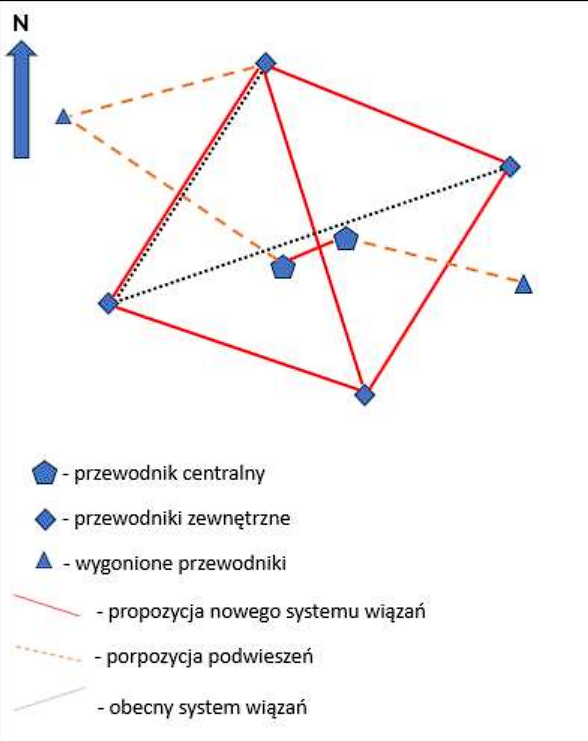 N
- przewodnik centralny
- przewodniki zewnętrzne
- wygonione przewodniki
- propozycja nowego systemu wiązań
- porpozycja podwieszeń
- obecny system wiązań